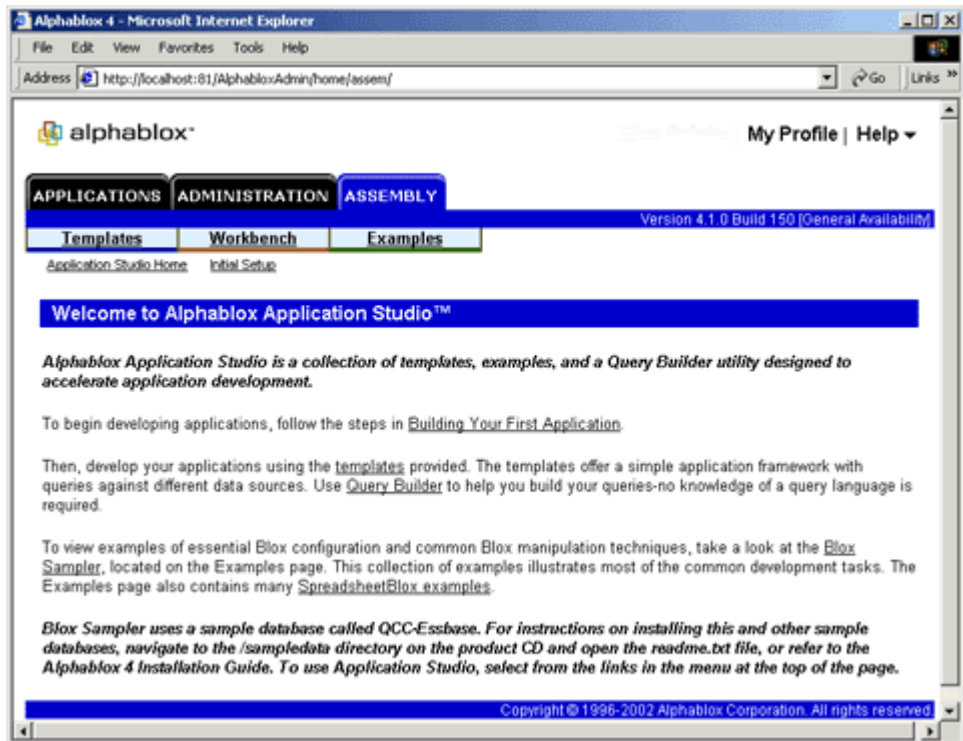 Alphablox 4 - Microsoft Internet Explorer
File Edit View Favorites Tools Help
Address http://localhost:81/AlphabloxAdmin/home/assem/ Go Links »
alphablox
My Profile | Help
APPLICATIONS ADMINISTRATION ASSEMBLY
Version 4.1.0 Build 150 [General Availability]
Templates Workbench Examples
Application Studio Home Initial Setup
Welcome to Alphablox Application Studio™
Alphablox Application Studio is a collection of templates, examples, and a Query Builder utility designed to
accelerate application development.
To begin developing applications, follow the steps in Building Your First Application.
Then, develop your applications using the templates provided. The templates offer a simple application framework with
queries against different data sources. Use Query Builder to help you build your queries-no knowledge of a query language is
required.
To view examples of essential Blox configuration and common Blox manipulation techniques, take a look at the Blox
Sampler, located on the Examples page. This collection of examples illustrates most of the common development tasks. The
Examples page also contains many SpreadsheetBlox examples.
Blox Sampler uses a sample database called QCC-Essbase. For instructions on installing this and other sample
databases, navigate to the /sampledata directory on the product CD and open the readme.txt file, or refer to the
Alphablox 4 Installation Guide. To use Application Studio, select from the links in the menu at the top of the page.
Copyright © 1996-2002 Alphablox Corporation. All rights reserved.